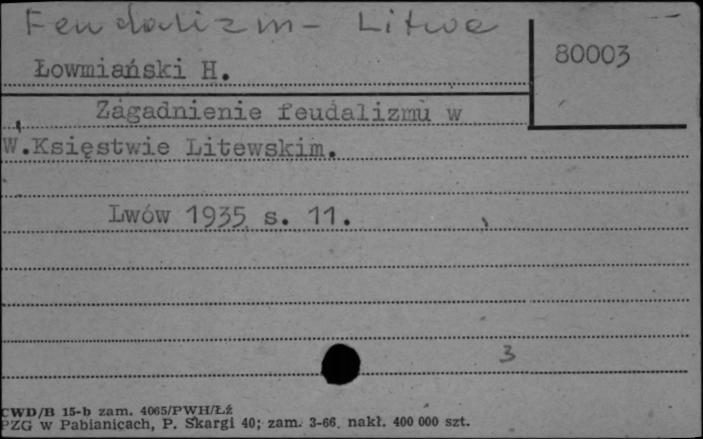 Feudalizm - Litwa
80003
Łowmiański H.
Zagadnienie feudalizmu w
W.Księstwie Litewskim.
Lwów 1935 s. 11.
3
CWD/B 15-b zam. 4065/PWH/Łź
PZG w Pabianicach, P. Skargi 40; zam. 3-66. nakł. 400 000 szt.